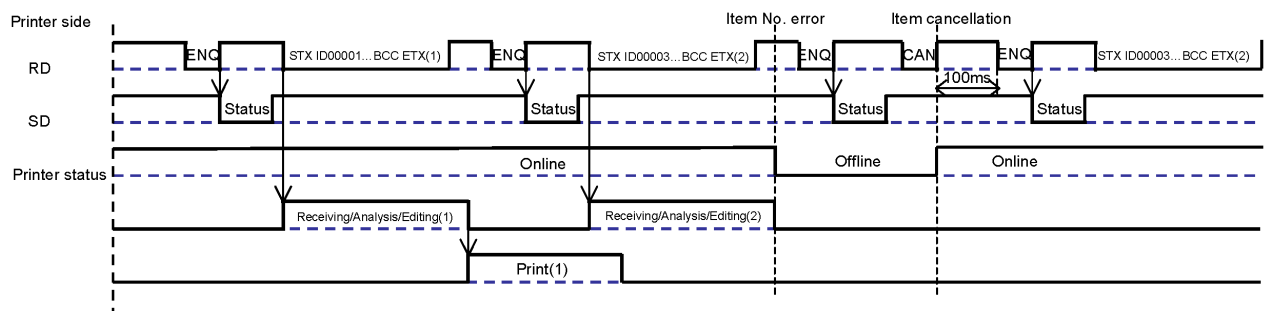 Printer side
Item No. error
Item cancellation
RD
ENQ
STX ID00001...BCC ETX(1)
ENQ
STX ID00003...BCC ETX(2)
ENQ
CAN
ENQ
STX ID00003...BCC ETX(2)
100ms
SD
Status
Status
Status
Status
Printer status
Online
Offline
Online
Receiving/Analysis/Editing(1)
Receiving/Analysis/Editing(2)
Print(1)